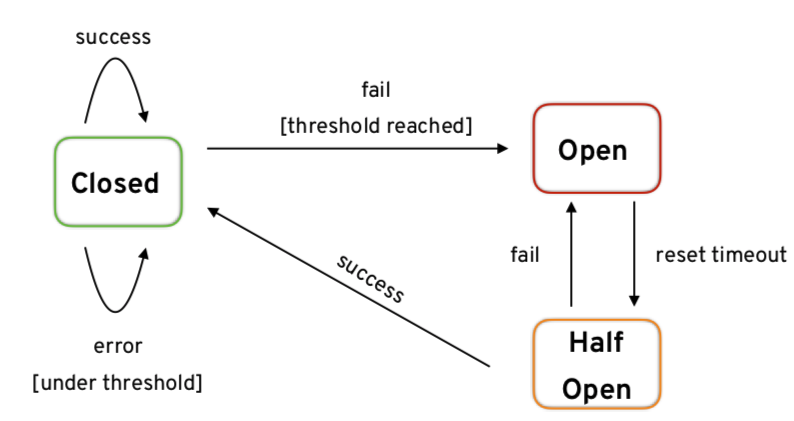 success
fail
[threshold reached]
Closed
Open
fail
reset timeout
success
error
[under threshold]
Half
Open